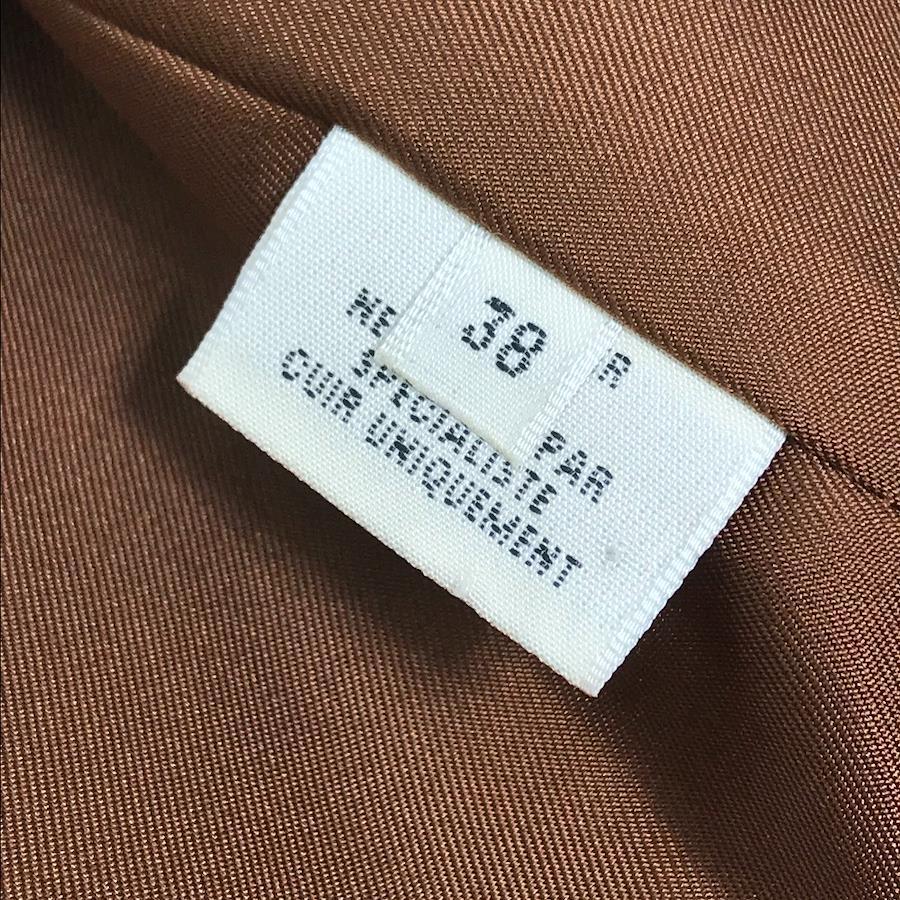 38
PAR
SPECIALISTE
CUIR UNIQUEMENT